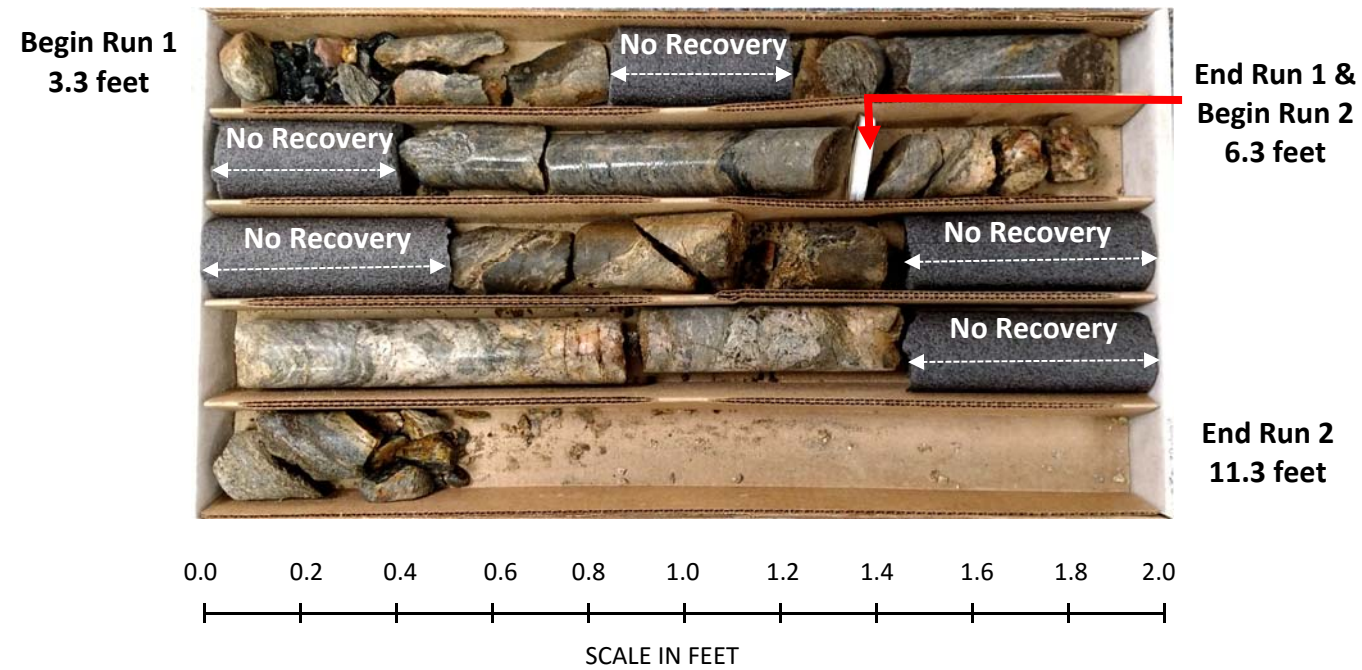 Begin Run 1
3.3 feet
No Recovery
End Run 1 &
Begin Run 2
6.3 feet
No Recovery
No Recovery
No Recovery
No Recovery
End Run 2
11.3 feet
0.0 0.2 0.4 0.6 0.8 1.0 1.2 1.4 1.6 1.8 2.0
SCALE IN FEET